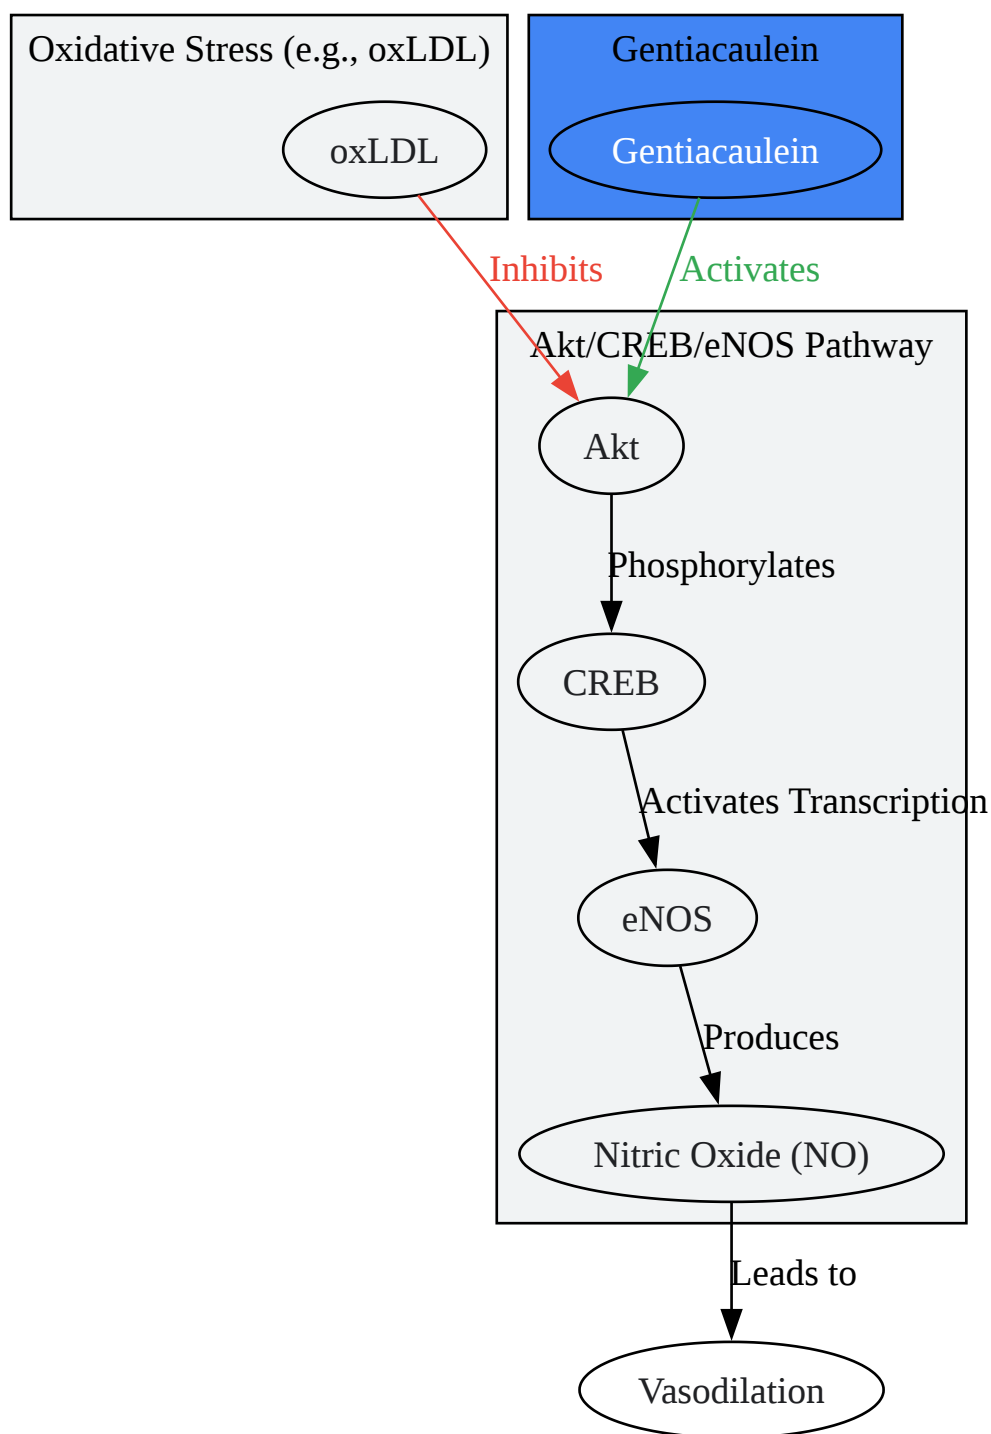 Oxidative Stress (e.g., oxLDL)
Gentiacaulein
oxLDL
Gentiacaulein
Inhibits
Activates
Akt/CREB/eNOS Pathway
Akt
Phosphorylates
CREB
Activates Transcription
eNOS
Produces
Nitric Oxide (NO)
Leads to
Vasodilation